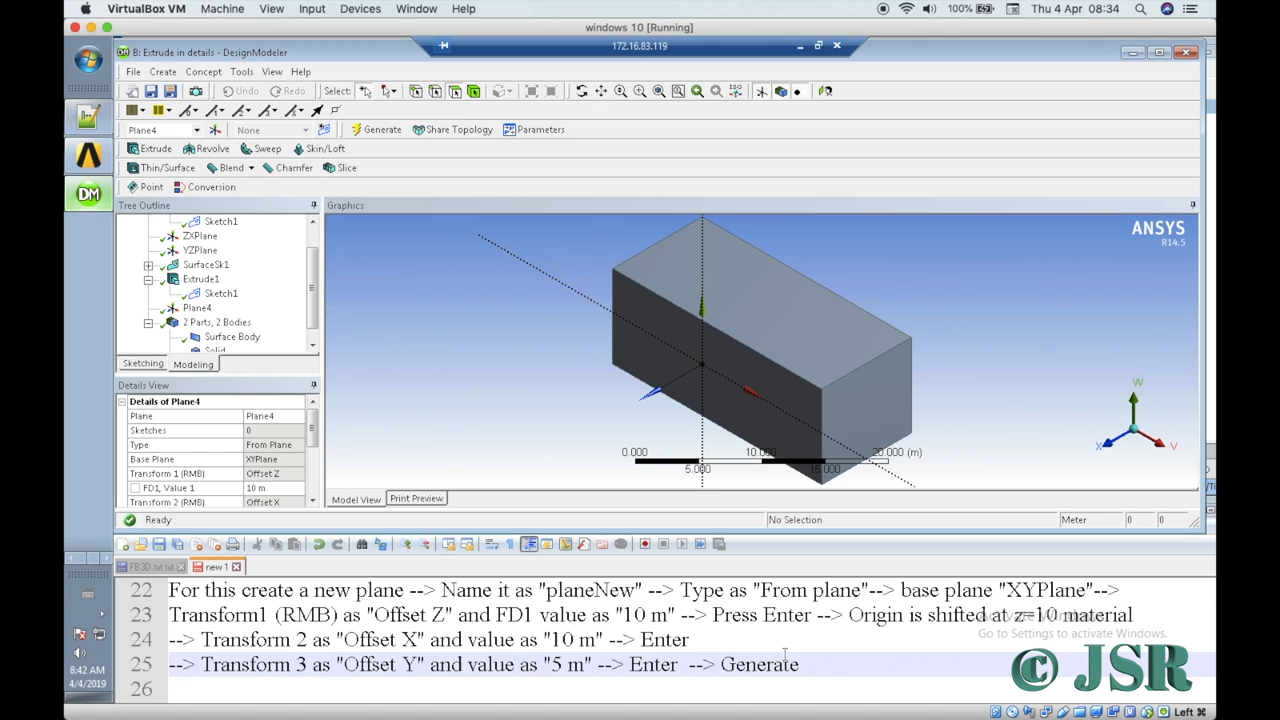 VirtualBox VM Machine View Input Devices Window Help 100% Thu 4 Apr 08:34
windows 10 [Running]
B: Extrude in details - DesignModeler
172.16.83.119
File Create Concept Tools View Help
Undo Redo Select:
Plane4 None Generate Share Topology Parameters
Extrude Revolve Sweep Skin/Loft
Thin/Surface Blend Chamfer Slice
Point Conversion
Tree Outline
Graphics
Sketch1
ZXPlane
YZPlane
SurfaceSk1
Extrude1
Sketch1
Plane4
2 Parts, 2 Bodies
Surface Body
Solid
Sketching Modeling
Details View
Details of Plane4
Plane Plane4
Sketches 0
Type From Plane
Base Plane XYPlane
Transform 1 (RMB) Offset Z
FD1, Value 1 10 m
Transform 2 (RMB) Offset X
ANSYS
R14.5
W
X
0.000 10.000 20.000 (m)
5.000 15.000
Model View Print Preview
Ready No Selection Meter 0 0
FB3D.txt.txt new 1
22 For this create a new plane --> Name it as "planeNew" --> Type as "From plane"--> base plane "XYPlane"-->
23 Transform1 (RMB) as "Offset Z" and FD1 value as "10 m" --> Press Enter --> Origin is shifted at z=10 material
24 --> Transform 2 as "Offset X" and value as "10 m" --> Enter
25 --> Transform 3 as "Offset Y" and value as "5 m" --> Enter --> Generate
26
Activate Windows
Go to Settings to activate Windows.
© JSR
8:42 AM
4/4/2019
Left ⌘